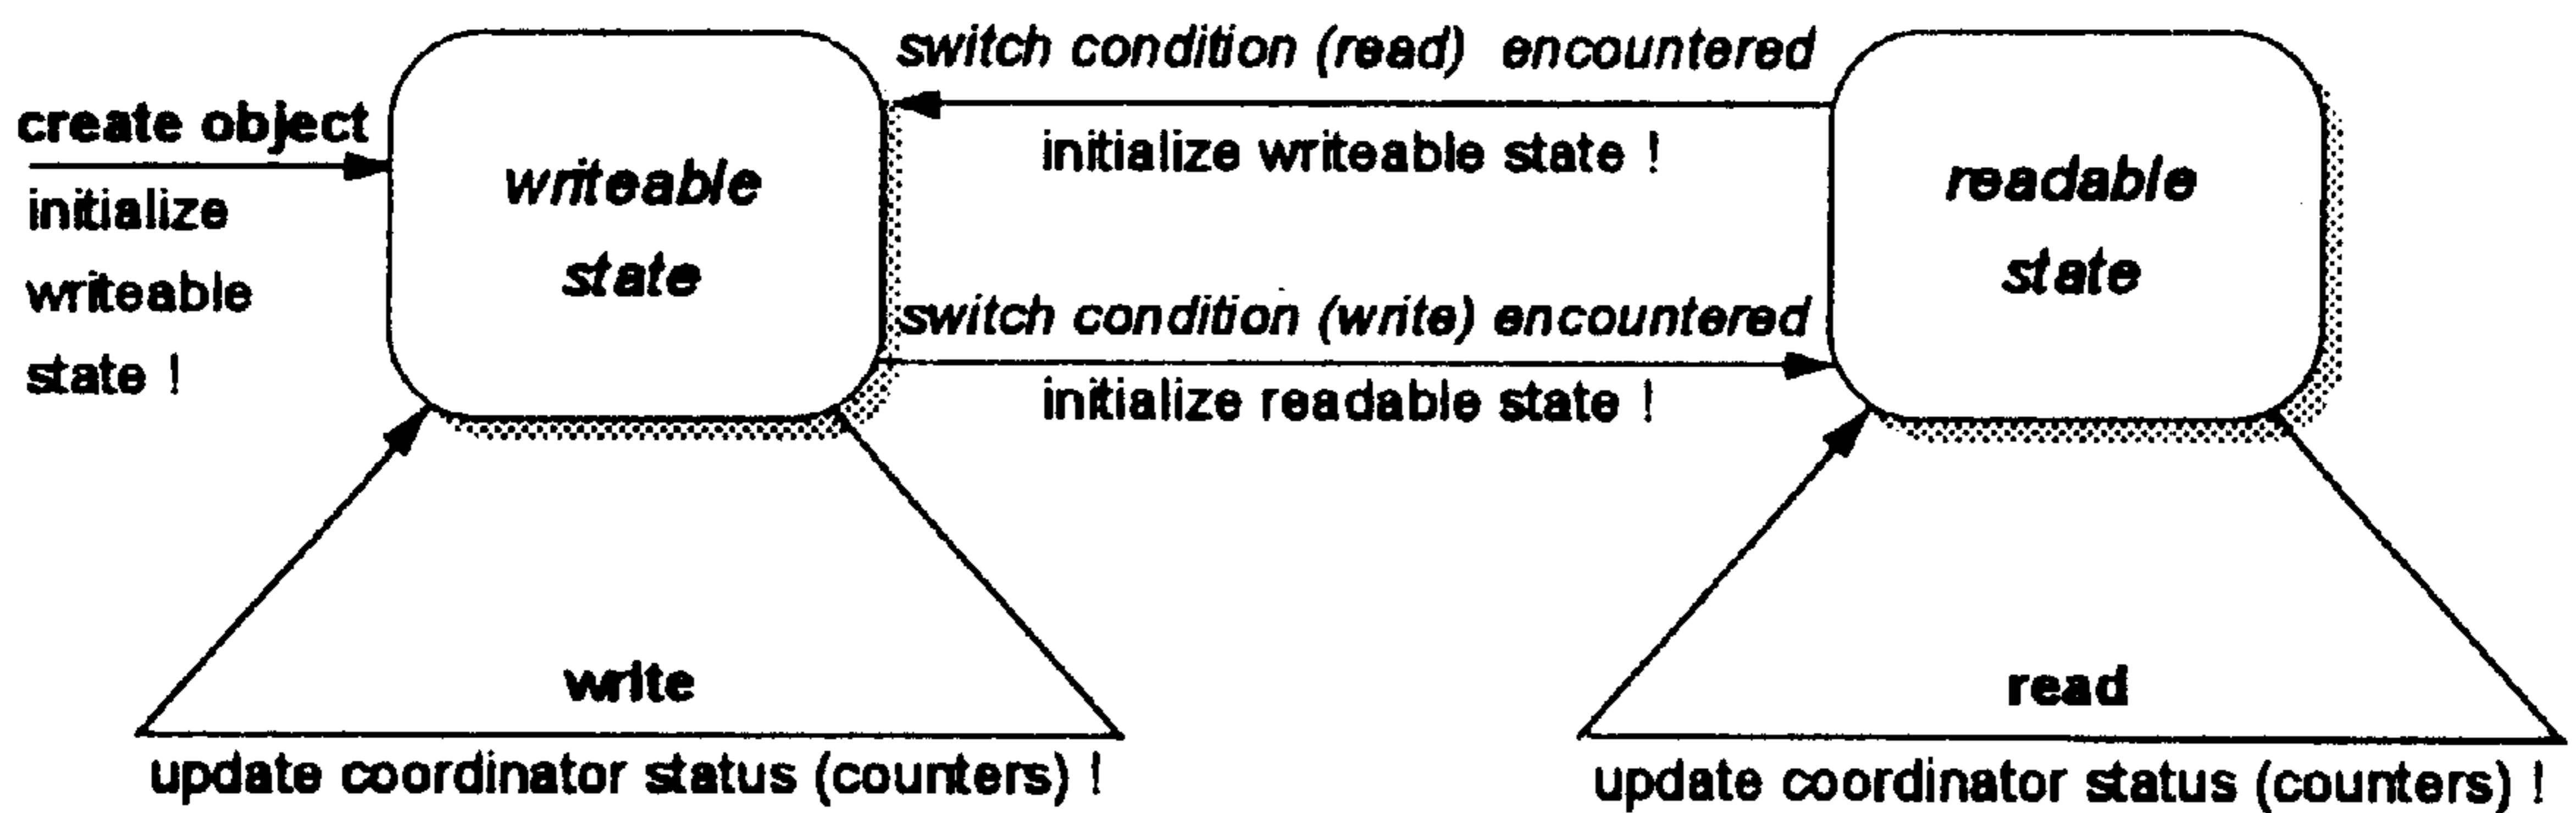 create object
initialize
writeable
state !
writeable
state
switch condition (read) encountered
initialize writeable state !
switch condition (write) encountered
initialize readable state !
readable
state
write
update coordinator status (counters) !
read
update coordinator status (counters) !